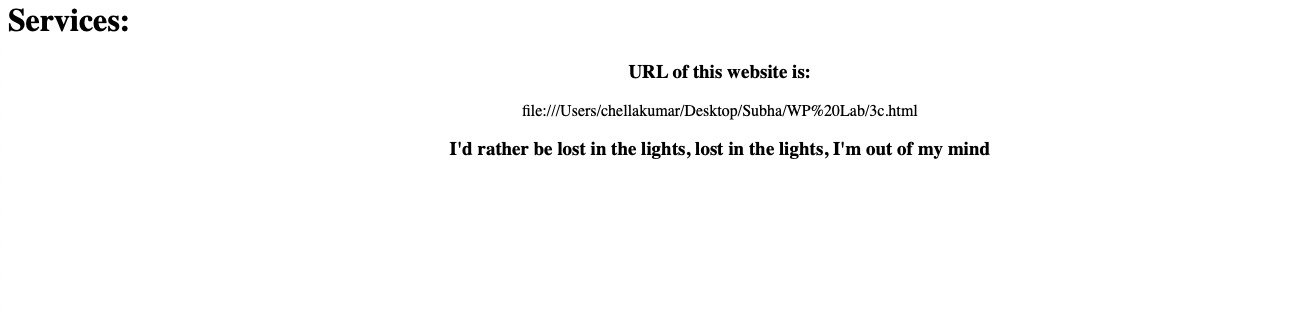 Services:
URL of this website is:
file:///Users/chellakumar/Desktop/Subha/WP%20Lab/3c.html
I'd rather be lost in the lights, lost in the lights, I'm out of my mind